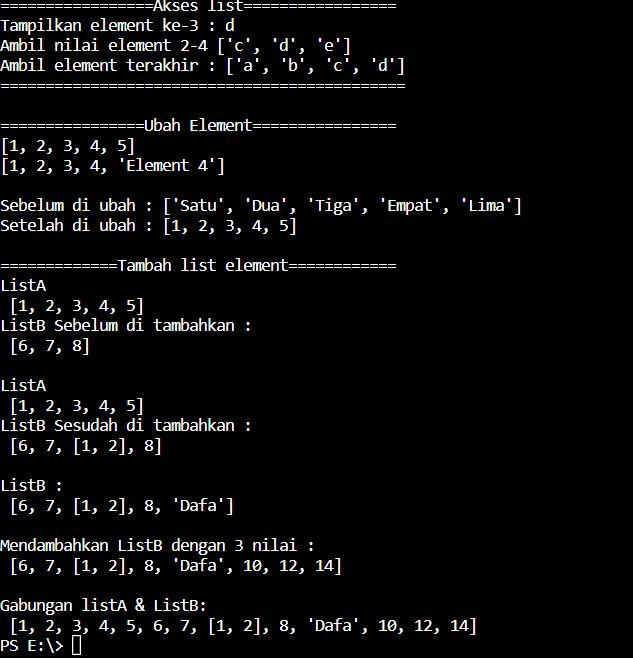 =================Akses list=================
Tampilkan element ke-3 : d
Ambil nilai element 2-4 ['c', 'd', 'e']
Ambil element terakhir : ['a', 'b', 'c', 'd']
=============================================
================Ubah Element================
[1, 2, 3, 4, 5]
[1, 2, 3, 4, 'Element 4']
Sebelum di ubah : ['Satu', 'Dua', 'Tiga', 'Empat', 'Lima']
Setelah di ubah : [1, 2, 3, 4, 5]
=============Tambah list element============
ListA
[1, 2, 3, 4, 5]
ListB Sebelum di tambahkan :
[6, 7, 8]
ListA
[1, 2, 3, 4, 5]
ListB Sesudah di tambahkan :
[6, 7, [1, 2], 8]
ListB :
[6, 7, [1, 2], 8, 'Dafa']
Mendambahkan ListB dengan 3 nilai :
[6, 7, [1, 2], 8, 'Dafa', 10, 12, 14]
Gabungan listA & ListB:
[1, 2, 3, 4, 5, 6, 7, [1, 2], 8, 'Dafa', 10, 12, 14]
PS E:\>